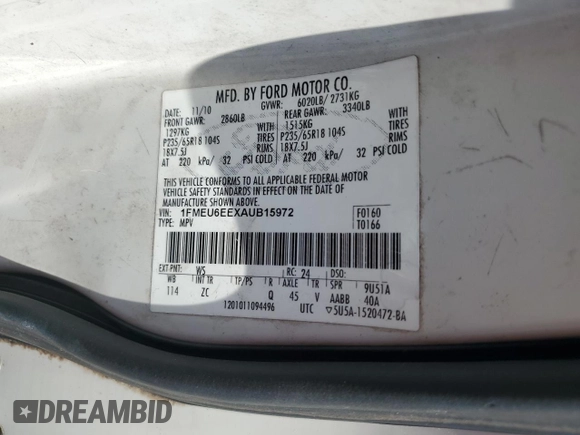 MFD. BY FORD MOTOR CO.
DATE: 11/10 GVWR: 6020LB/ 2731KG
FRONT GAWR: 2860LB REAR GAWR: 3340LB
1297KG WITH 1515KG WITH
P235/65R18 104S TIRES P235/65R18 104S TIRES
18X7.5J RIMS 18X7.5J RIMS
AT 220 kPa/ 32 PSI COLD AT 220 kPa/ 32 PSI COLD
THIS VEHICLE CONFORMS TO ALL APPLICABLE FEDERAL MOTOR
VEHICLE SAFETY STANDARDS IN EFFECT ON THE DATE OF
MANUFACTURE SHOWN ABOVE.
VIN: 1FMEU6EEXAUB15972 F0160
TYPE: MPV T0166
EXT PNT: WS RC: 24 DSO:
WB INT TR TP/PS R AXLE TR SPR 9U51A
114 ZC Q 45 V AABB 40A
1201011094496 UTC ▽5U5A-1520472-BA
DREAMBID